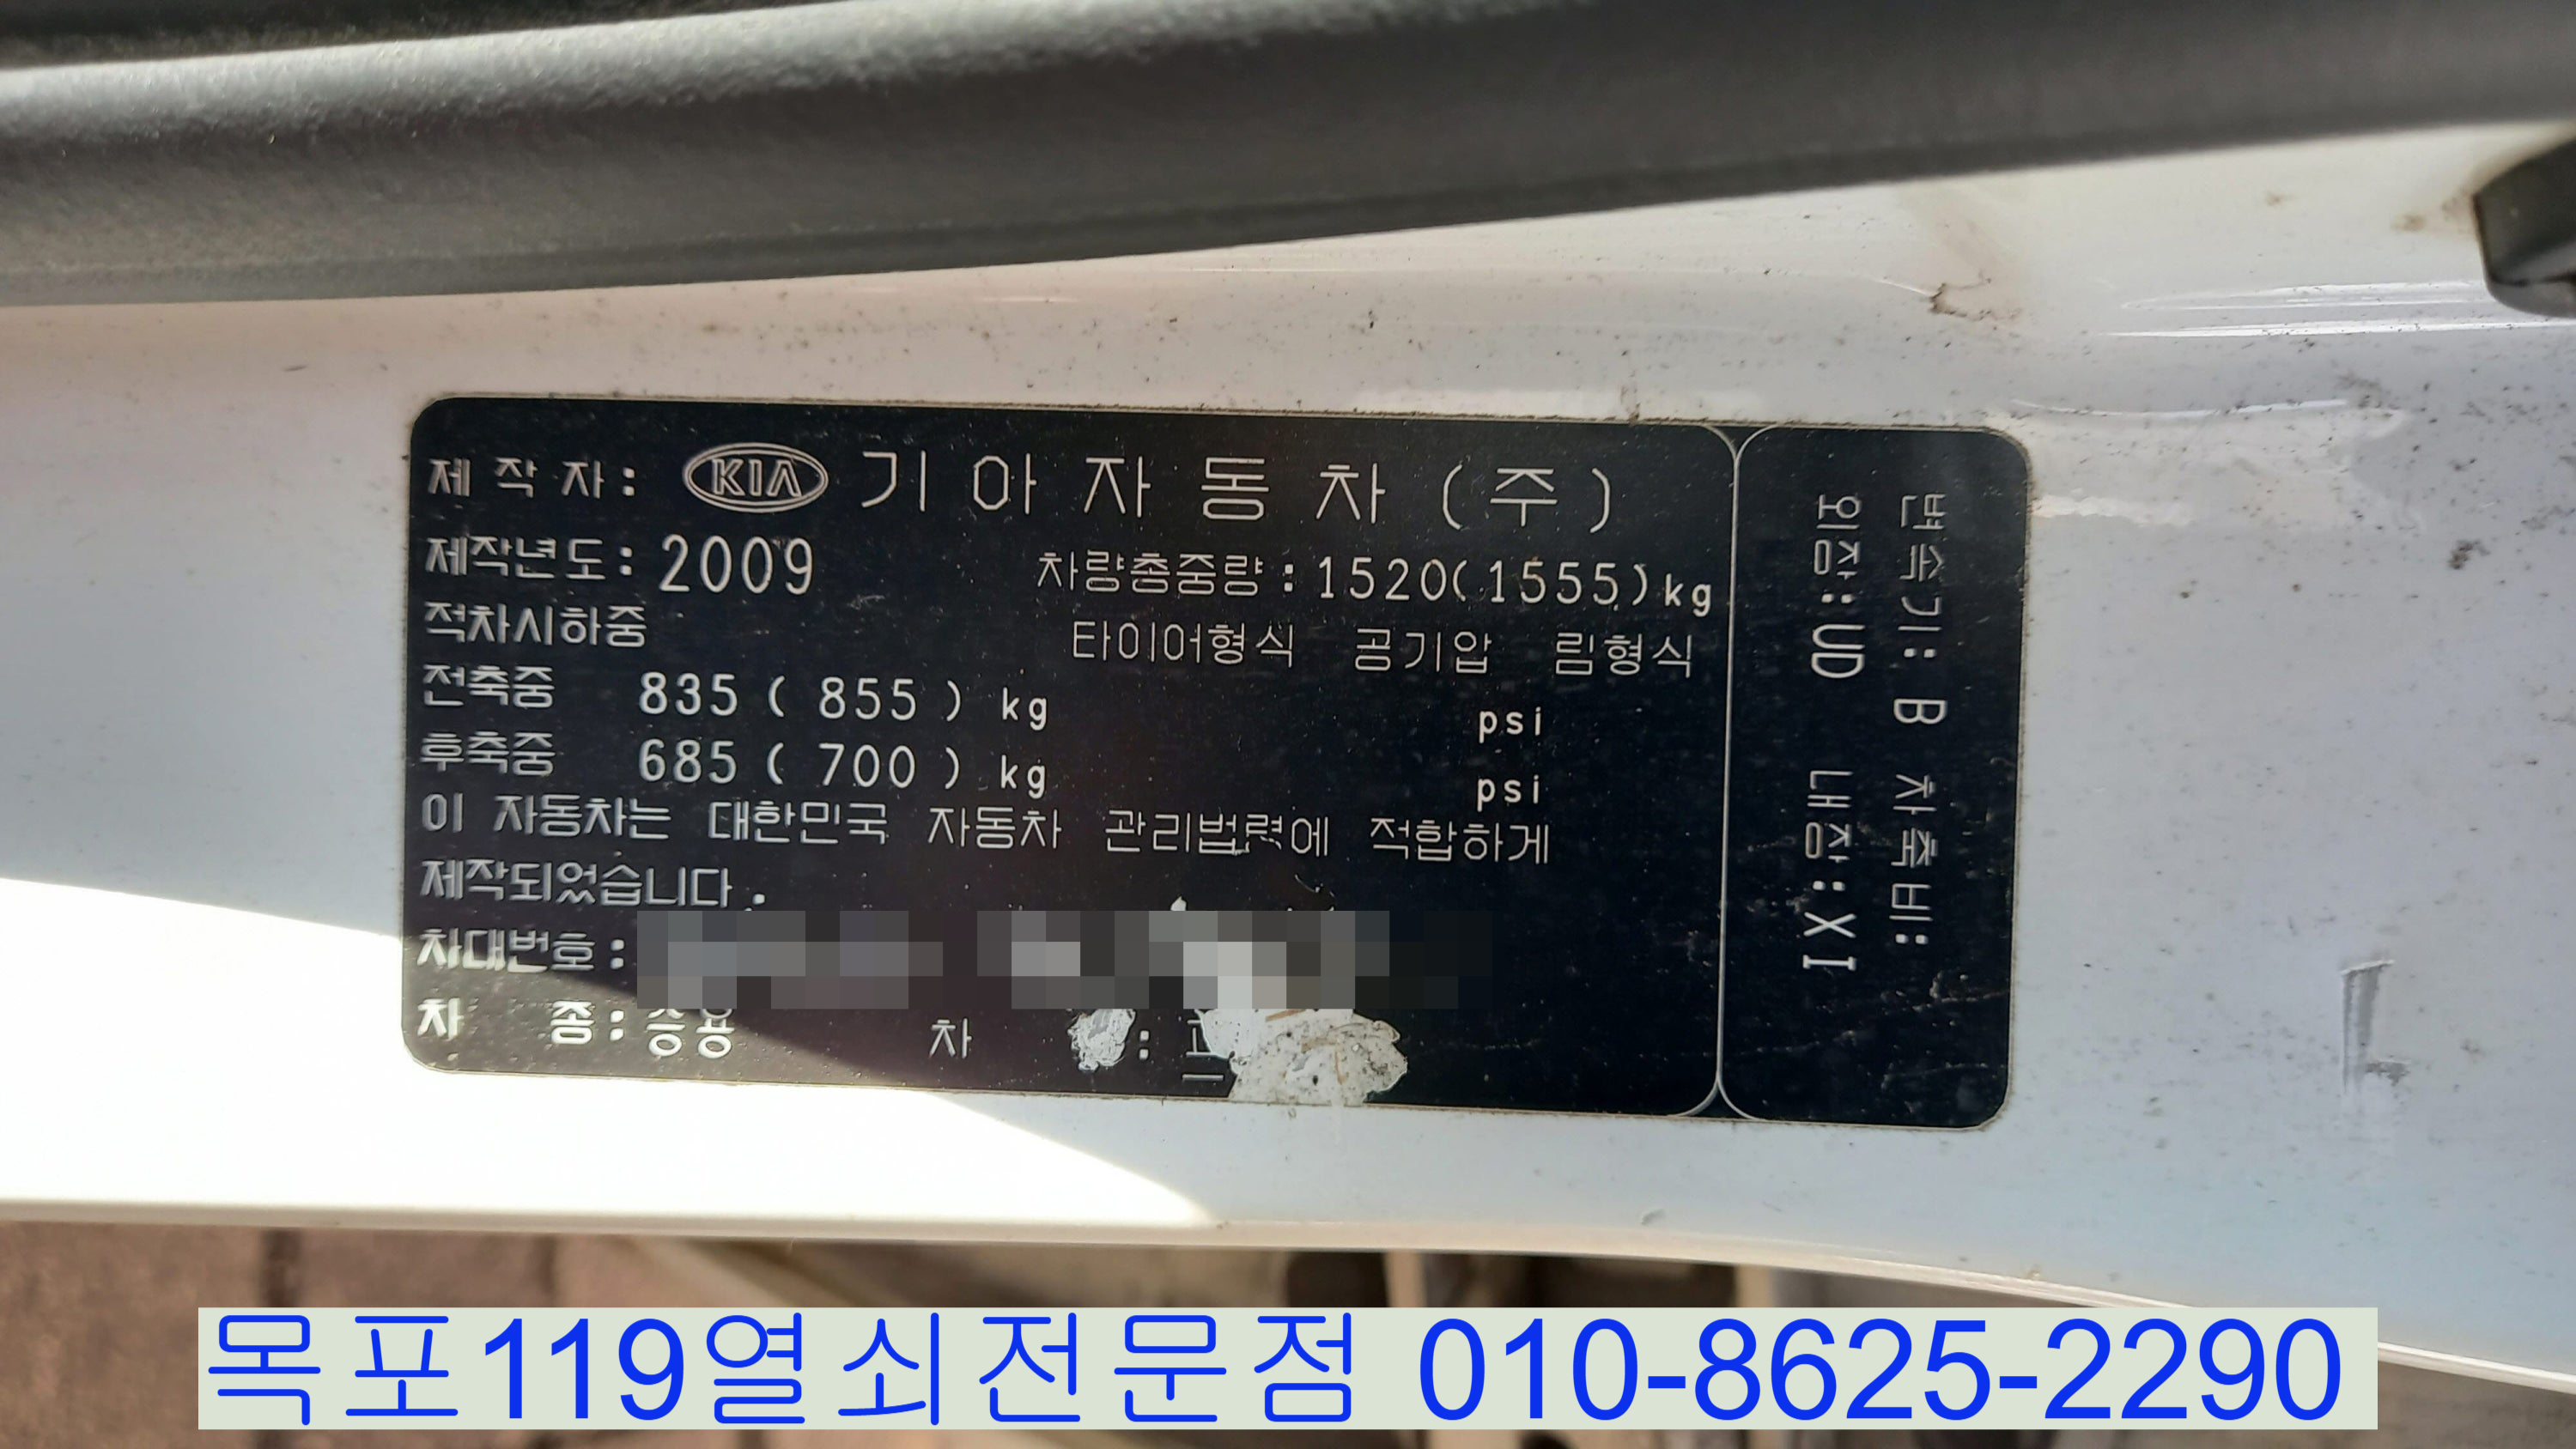 제 작 자: KIA 기 아 자 동 차 (주)
제작년도: 2009 차량총중량: 1520(1555)kg
적차시하중 타이어형식 공기압 림형식
전축중 835 ( 855 ) kg psi
후축중 685 ( 700 ) kg psi
이 자동차는 대한민국 자동차 관리법령에 적합하게
제작되었습니다.
차대번호:
차 종: 승용 차 :
변속기: B 차축비:
외장: UD 내장: XI
목포119열쇠전문점 010-8625-2290